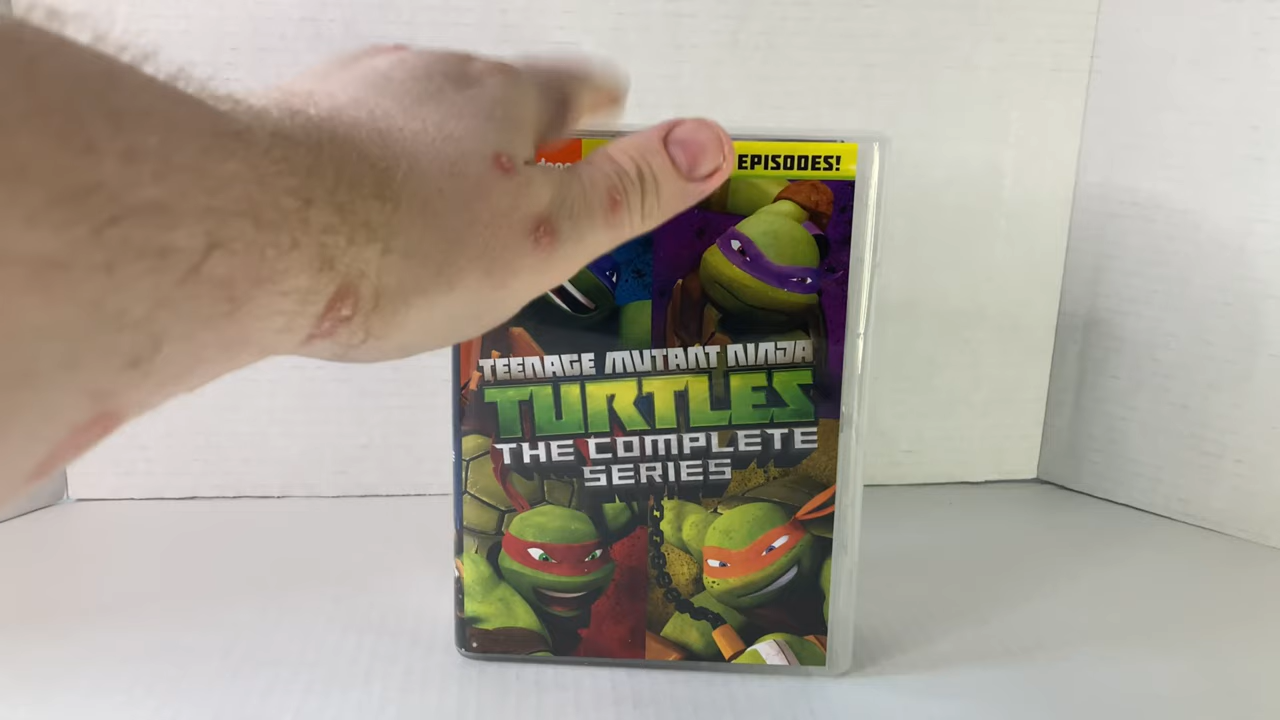 EPISODES!
TEENAGE MUTANT NINJA
TURTLES
THE COMPLETE
SERIES